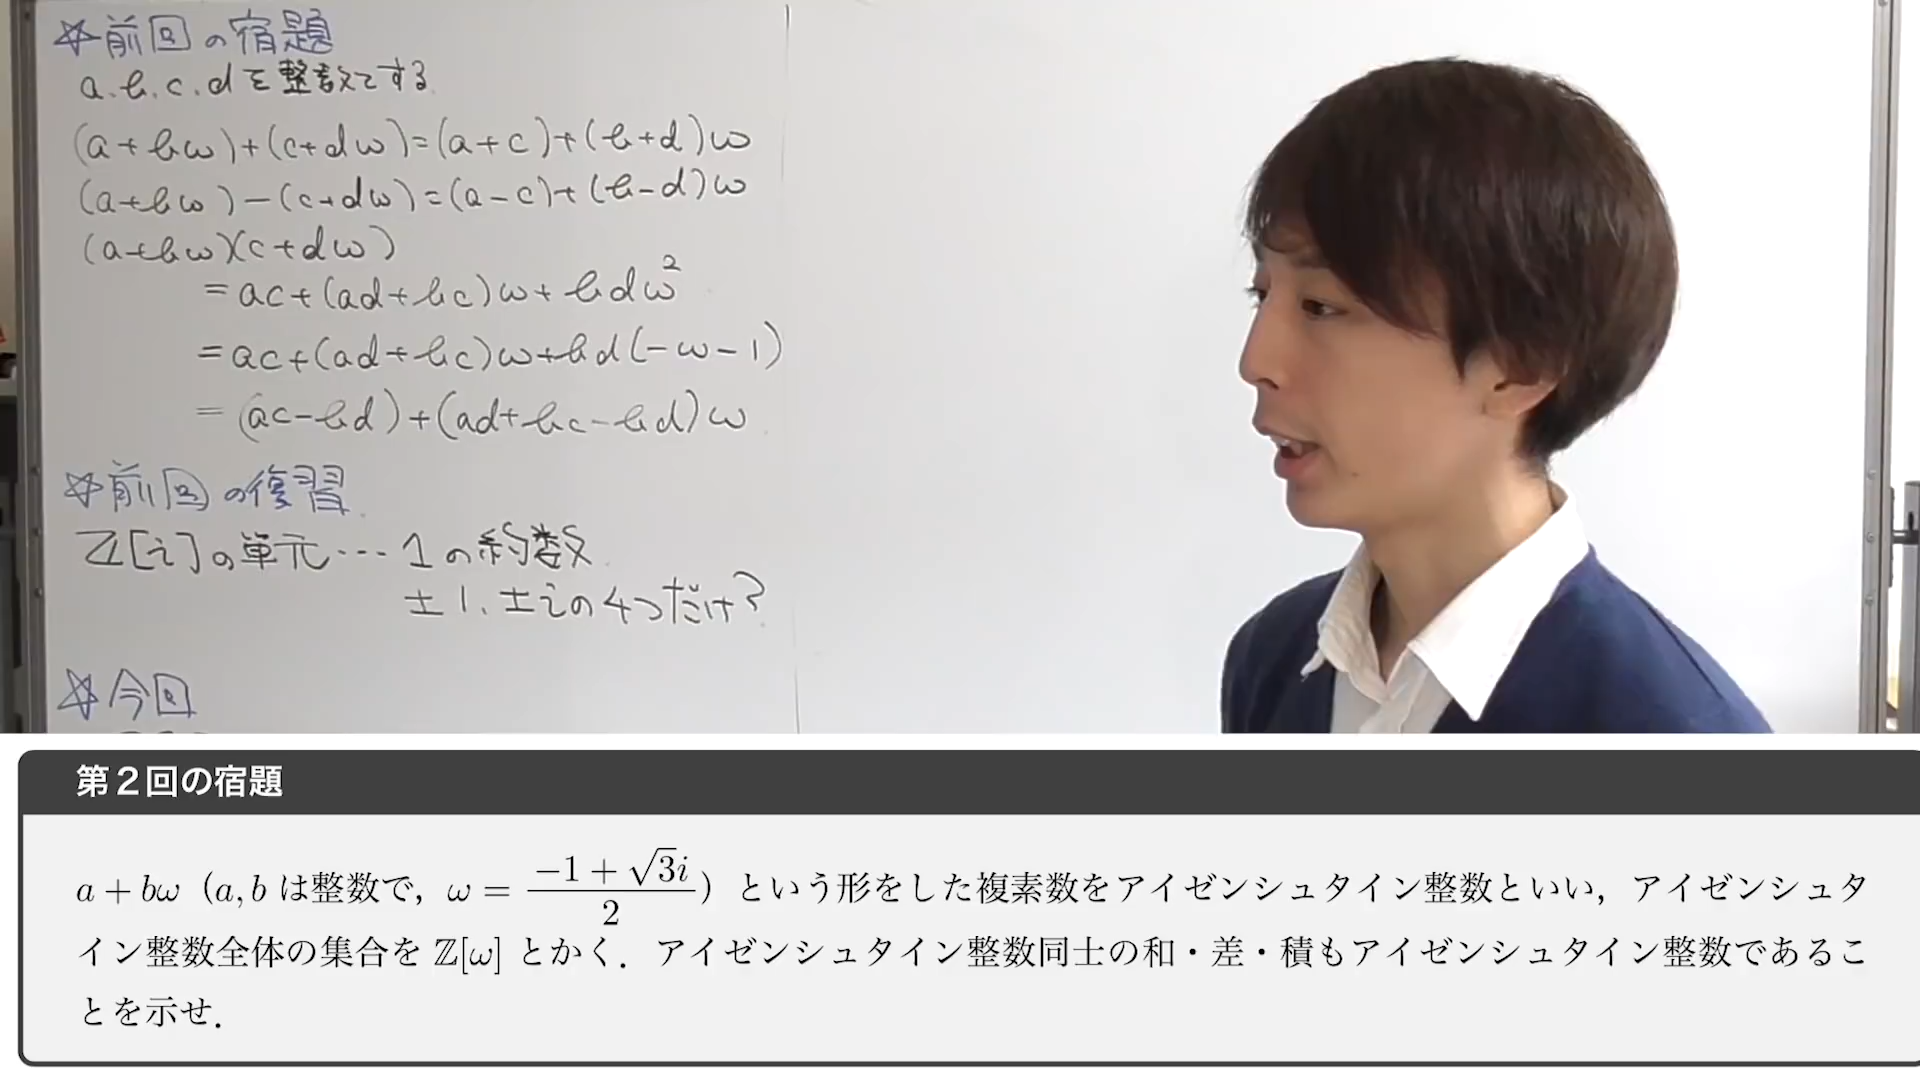 ☆前回の宿題
a.b.c.dを整数とする
(a+bω)+(c+dω)=(a+c)+(b+d)ω
(a+bω)-(c+dω)=(a-c)+(b-d)ω
(a+bω)(c+dω)
=ac+(ad+bc)ω+bdω²
=ac+(ad+bc)ω+bd(-ω-1)
=(ac-bd)+(ad+bc-bd)ω
☆前回の復習
ℤ[i]の単元…1の約数
±1.±iの4つだけ?
☆今回
第２回の宿題
a + bω（a, b は整数で，ω = (-1 + √3i)/2）という形をした複素数をアイゼンシュタイン整数といい，アイゼンシュタ
イン整数全体の集合を ℤ[ω] とかく．アイゼンシュタイン整数同士の和・差・積もアイゼンシュタイン整数であるこ
とを示せ．